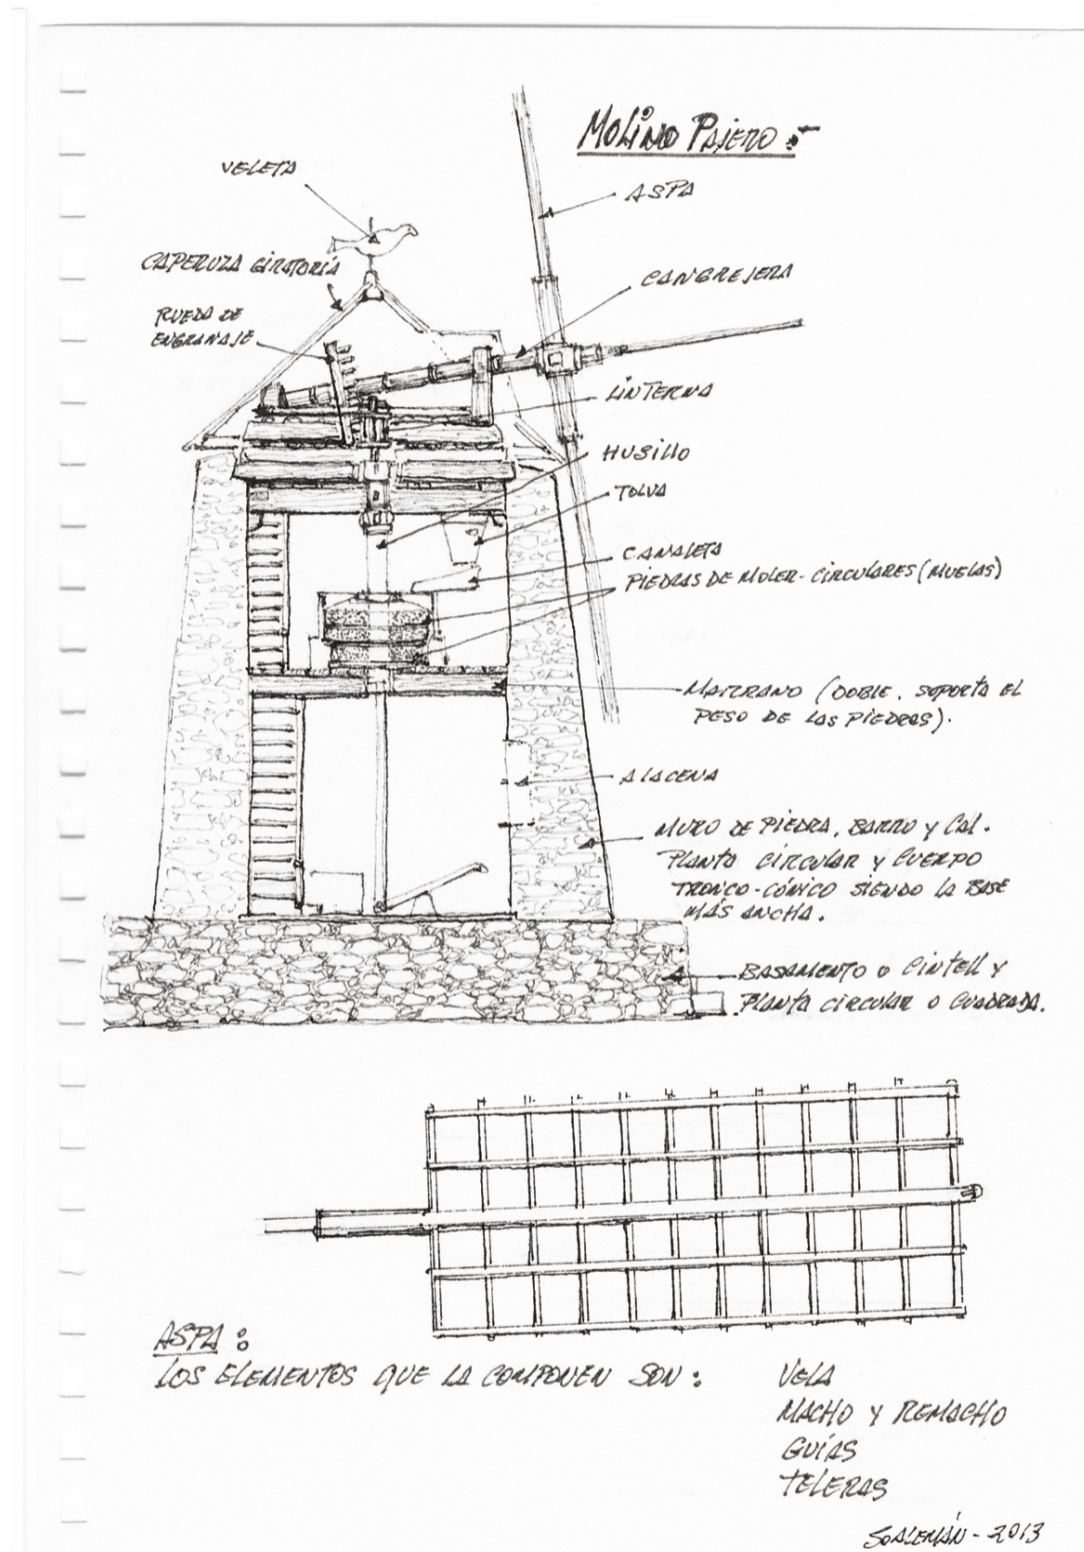 MOLINO PAJERO:-
VELETA
ASPA
CAPERUZA GIRATORIA
CANGREJERA
RUEDA DE
ENGRANAJE
LINTERNA
HUSILLO
TOLVA
CANALETA
PIEDRAS DE MOLER-CIRCULARES (MUELAS)
MARRANO (DOBLE. SOPORTA EL
PESO DE LAS PIEDRAS).
ALACENA
MURO DE PIEDRA, BARRO Y CAL.
PLANTA CIRCULAR Y CUERPO
TRONCO-CÓNICO SIENDO LA BASE
MÁS ANCHA.
BASAMENTO O CINTELL Y
PLANTA CIRCULAR O CUADRADA.
ASPA:
LOS ELEMENTOS QUE LA COMPONEN SON:
VELA
MACHO Y REMACHO
GUÍAS
TELERAS
SOALEMÁN-2013